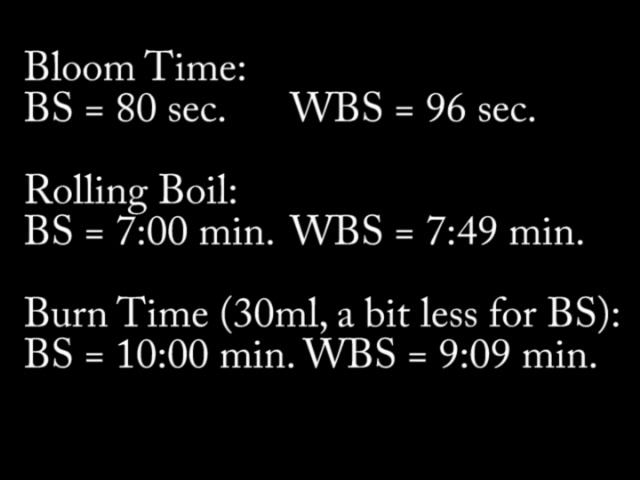 Bloom Time:
BS = 80 sec. WBS = 96 sec.
Rolling Boil:
BS = 7:00 min. WBS = 7:49 min.
Burn Time (30ml, a bit less for BS):
BS = 10:00 min. WBS = 9:09 min.